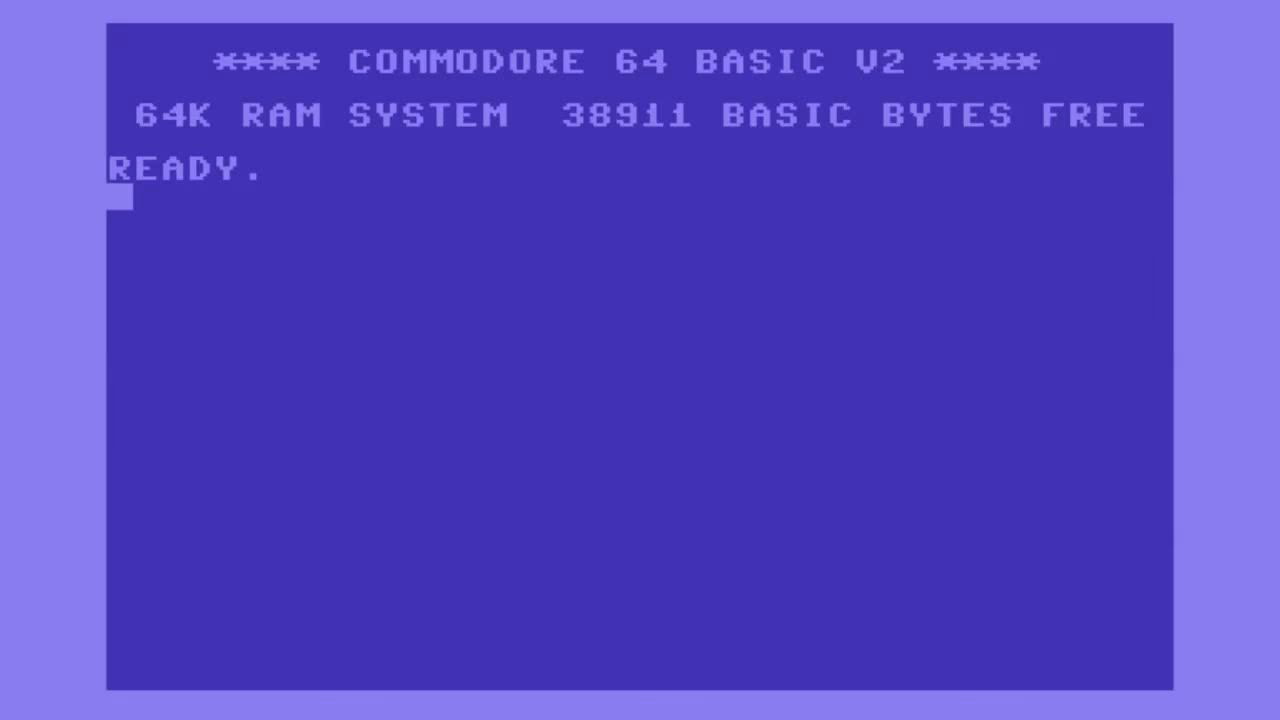 **** COMMODORE 64 BASIC V2 ****
64K RAM SYSTEM  38911 BASIC BYTES FREE
READY.